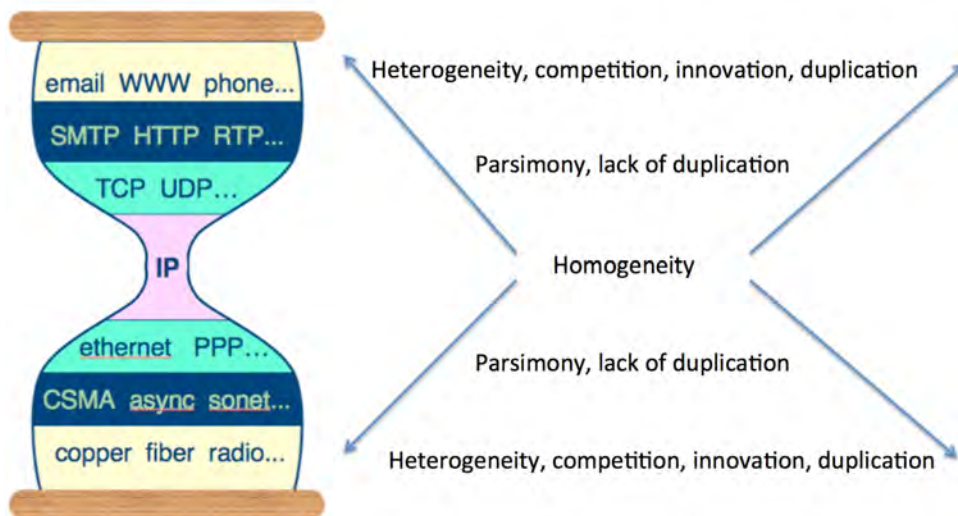 email WWW phone...
SMTP HTTP RTP...
TCP UDP...
IP
ethernet PPP...
CSMA async sonet...
copper fiber radio...
Heterogeneity, competition, innovation, duplication
Parsimony, lack of duplication
Homogeneity
Parsimony, lack of duplication
Heterogeneity, competition, innovation, duplication